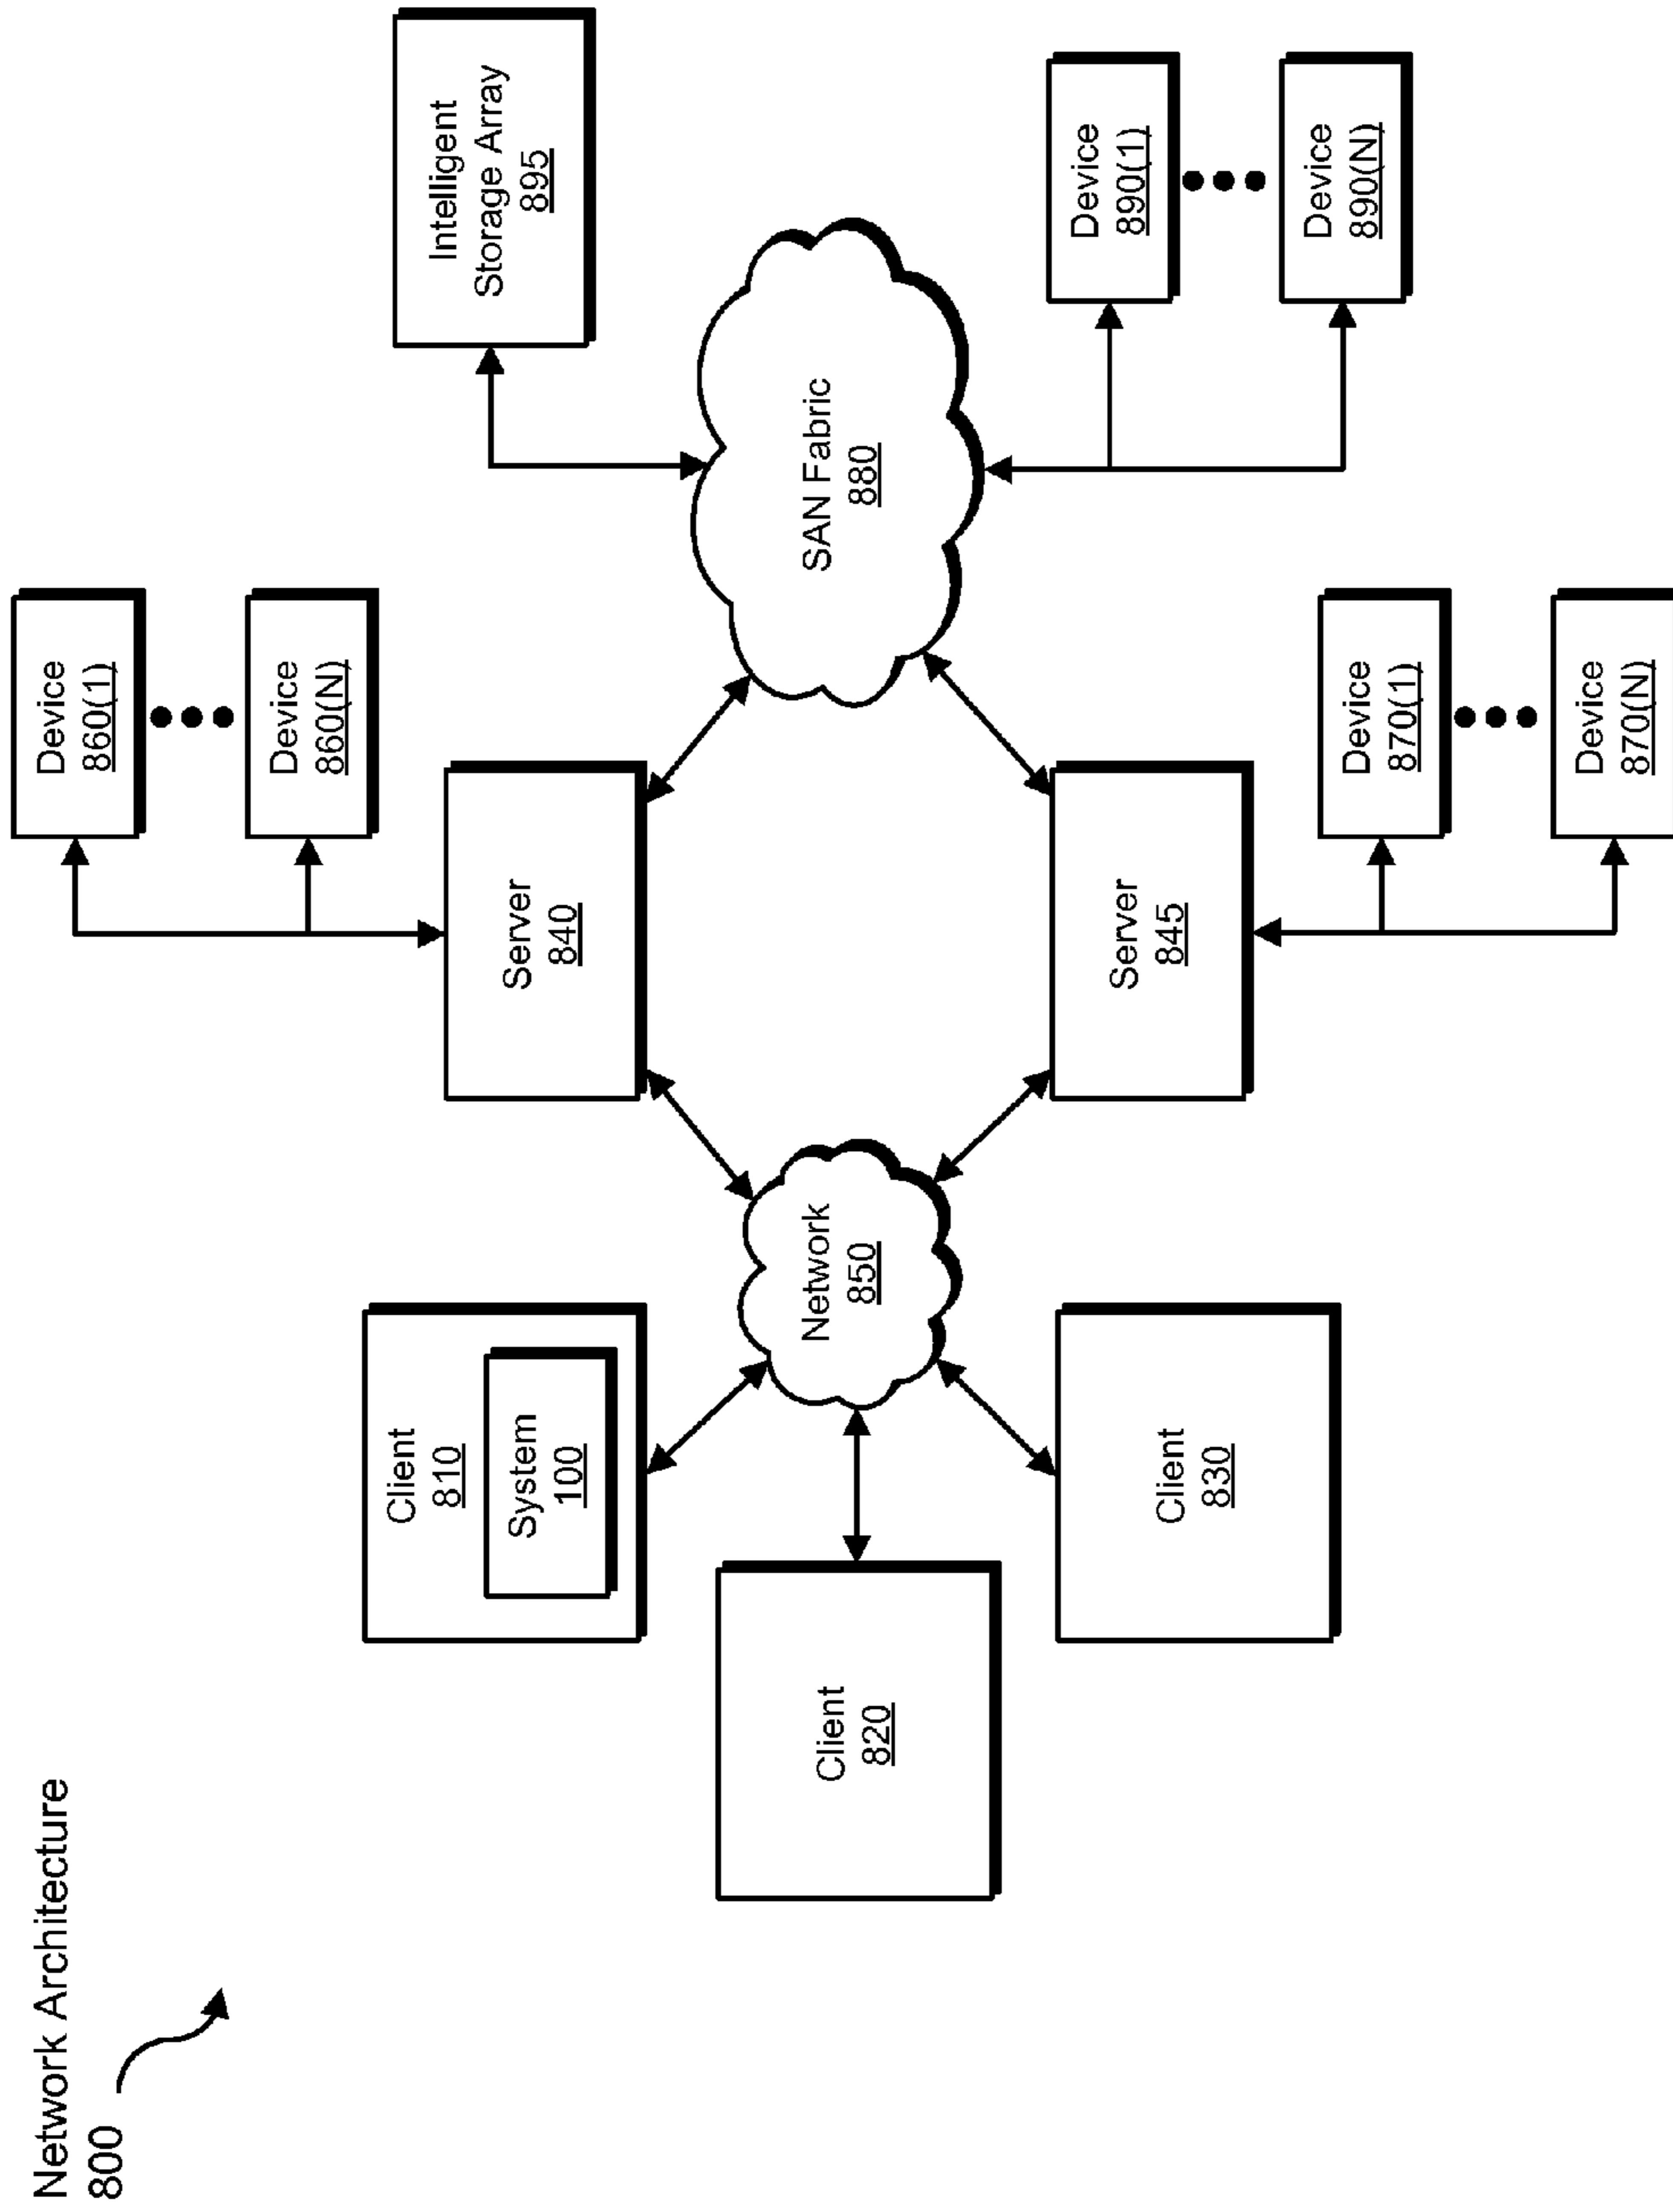 Network Architecture
800
Client
810
System
100
Client
820
Client
830
Network
850
Device
860(1)
Device
860(N)
Server
840
Server
845
Device
870(1)
Device
870(N)
SAN Fabric
880
Intelligent
Storage Array
895
Device
890(1)
Device
890(N)